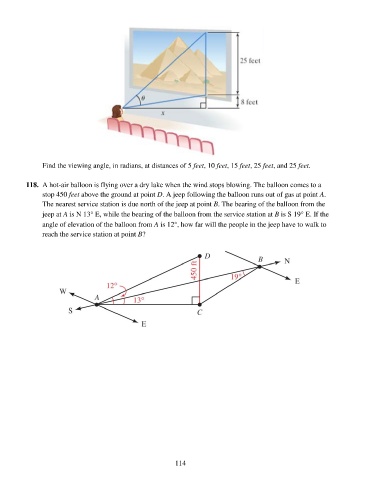 25 feet
θ
8 feet
x
Find the viewing angle, in radians, at distances of 5 feet, 10 feet, 15 feet, 25 feet, and 25 feet.
118. A hot-air balloon is flying over a dry lake when the wind stops blowing. The balloon comes to a
stop 450 feet above the ground at point D. A jeep following the balloon runs out of gas at point A.
The nearest service station is due north of the jeep at point B. The bearing of the balloon from the
jeep at A is N 13° E, while the bearing of the balloon from the service station at B is S 19° E. If the
angle of elevation of the balloon from A is 12°, how far will the people in the jeep have to walk to
reach the service station at point B?
D
B
N
450 ft
19°
E
12°
W
A
13°
S
C
E
114